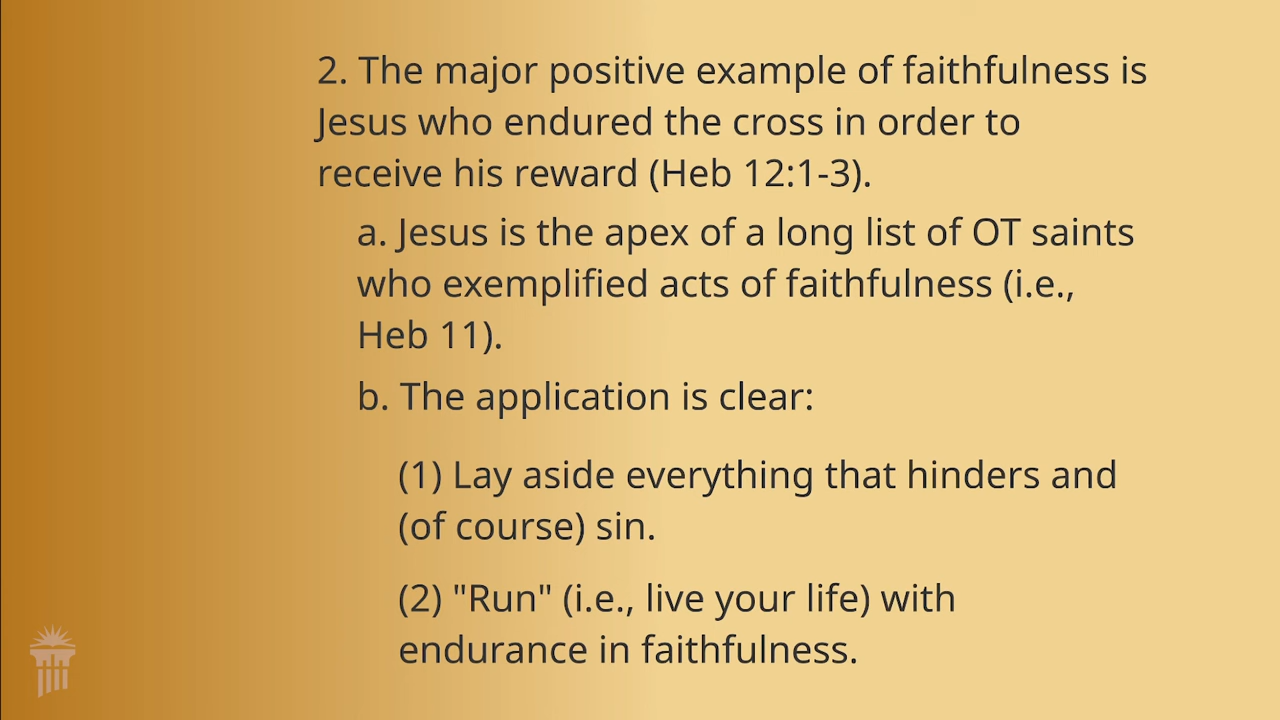 2. The major positive example of faithfulness is
Jesus who endured the cross in order to
receive his reward (Heb 12:1-3).
a. Jesus is the apex of a long list of OT saints
who exemplified acts of faithfulness (i.e.,
Heb 11).
b. The application is clear:
(1) Lay aside everything that hinders and
(of course) sin.
(2) "Run" (i.e., live your life) with
endurance in faithfulness.